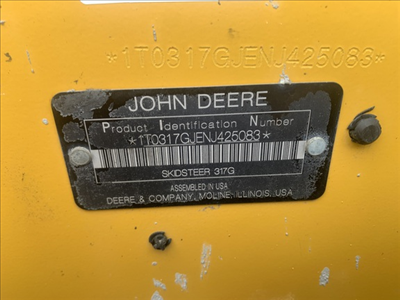 *1T0317GJENJ425083*
JOHN DEERE
Product Identification Number
*1T0317GJENJ425083*
SKIDSTEER 317G
ASSEMBLED IN USA
DEERE & COMPANY, MOLINE, ILLINOIS, USA